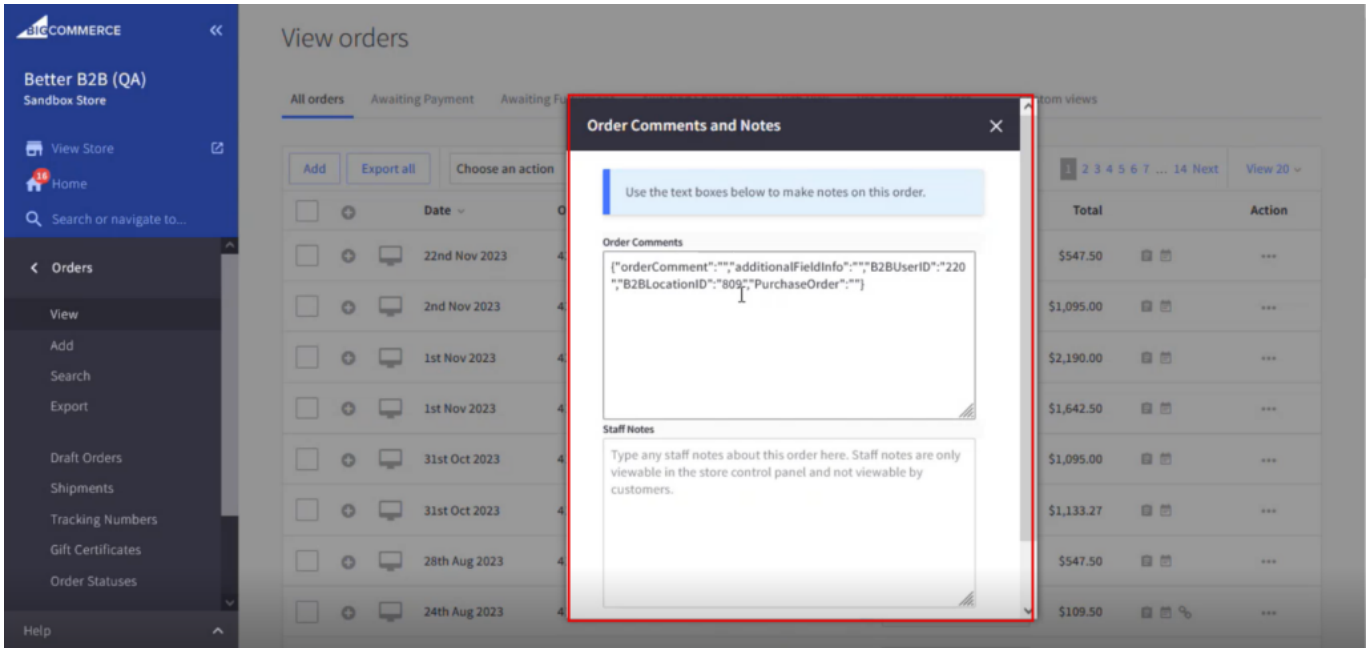 BIGCOMMERCE
Better B2B (QA)
Sandbox Store
View Store
16
Home
Search or navigate to...
Orders
View
Add
Search
Export
Draft Orders
Shipments
Tracking Numbers
Gift Certificates
Order Statuses
Help
View orders
All orders Awaiting Payment Awaiting
tom views
Add Export all Choose an action
1 2 3 4 5 6 7 ... 14 Next View 20
Date Total Action
22nd Nov 2023 $547.50
2nd Nov 2023 $1,095.00
1st Nov 2023 $2,190.00
1st Nov 2023 $1,642.50
31st Oct 2023 $1,095.00
31st Oct 2023 $1,133.27
28th Aug 2023 $547.50
24th Aug 2023 $109.50
Order Comments and Notes
Use the text boxes below to make notes on this order.
Order Comments
{"orderComment":"","additionalFieldInfo":"","B2BUserID":"220
","B2BLocationID":"809","PurchaseOrder":""}
Staff Notes
Type any staff notes about this order here. Staff notes are only
viewable in the store control panel and not viewable by
customers.